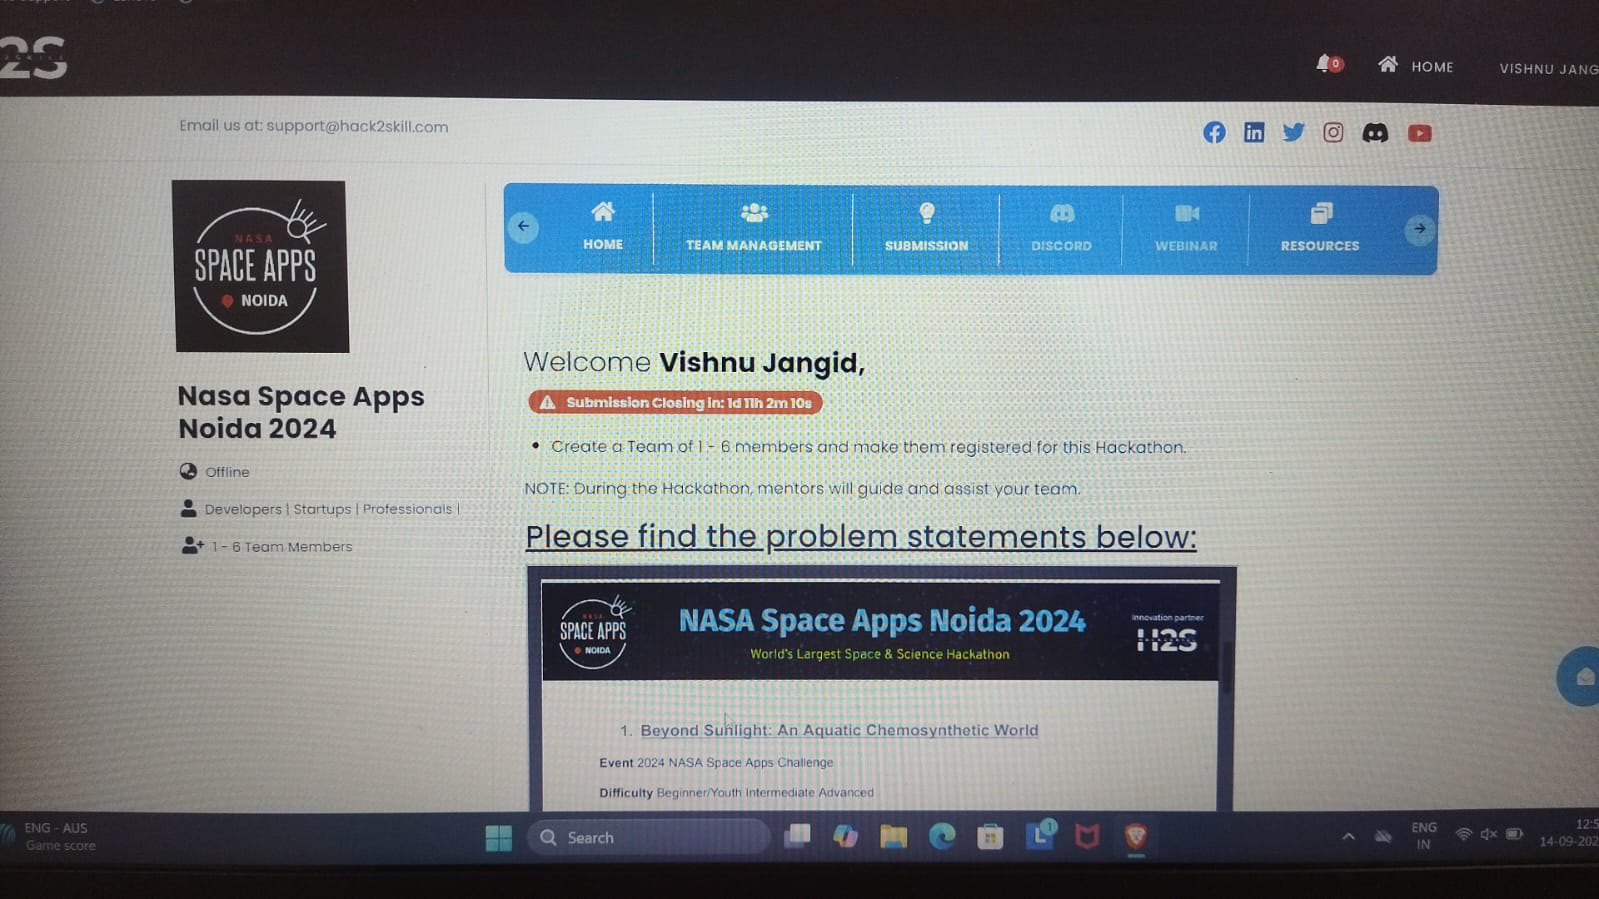 2S
0
HOME
VISHNU JANG
Email us at: support@hack2skill.com
NASA
SPACE APPS
NOIDA
HOME
TEAM MANAGEMENT
SUBMISSION
DISCORD
WEBINAR
RESOURCES
Nasa Space Apps
Noida 2024
Offline
Developers | Startups | Professionals |
1 - 6 Team Members
Welcome Vishnu Jangid,
Submission Closing in: 1d 11h 2m 10s
Create a Team of 1 - 6 members and make them registered for this Hackathon.
NOTE: During the Hackathon, mentors will guide and assist your team.
Please find the problem statements below:
NASA
SPACE APPS
NOIDA
NASA Space Apps Noida 2024
World's Largest Space & Science Hackathon
Innovation partner
H2S
1. Beyond Sunlight: An Aquatic Chemosynthetic World
Event 2024 NASA Space Apps Challenge
Difficulty Beginner/Youth Intermediate Advanced
ENG - AUS
Game score
Search
L
1
ENG
IN
12:5
14-09-202